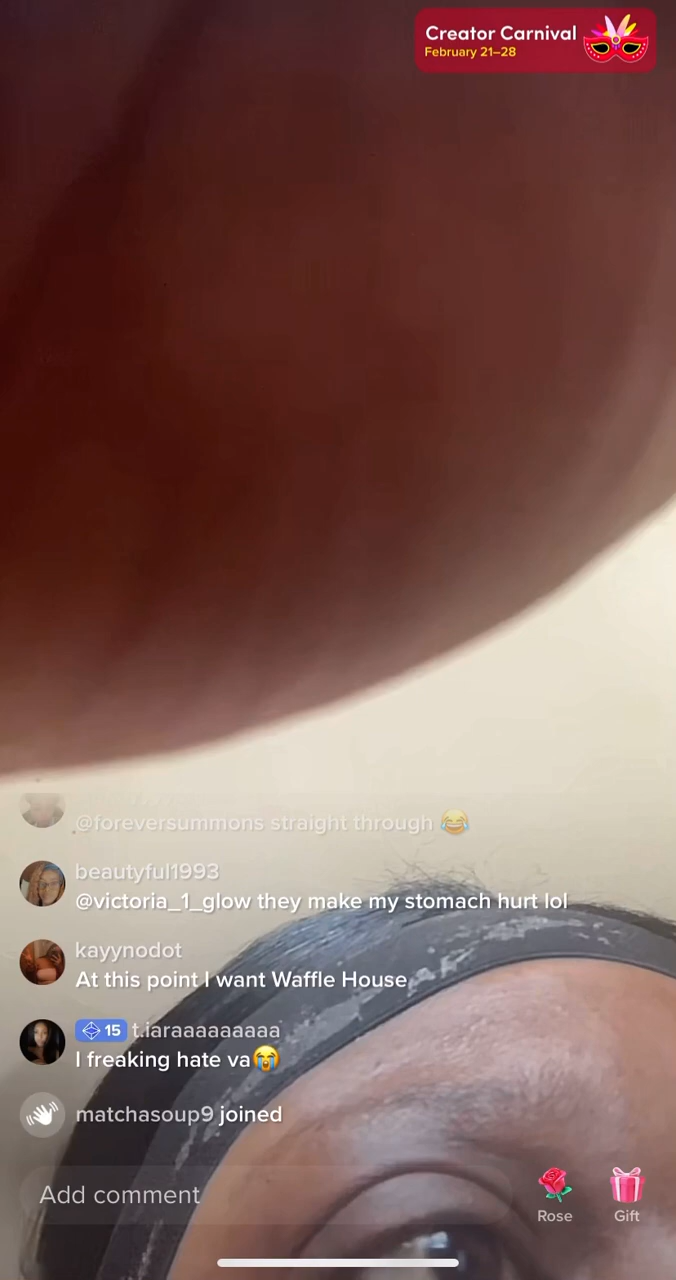 Creator Carnival
February 21–28
@foreversummons straight through 😂
beautyful1993
@victoria_1_glow they make my stomach hurt lol
kayynodot
At this point I want Waffle House
15 t.iaraaaaaaaaa
I freaking hate va😭
matchasoup9 joined
Add comment
Rose
Gift